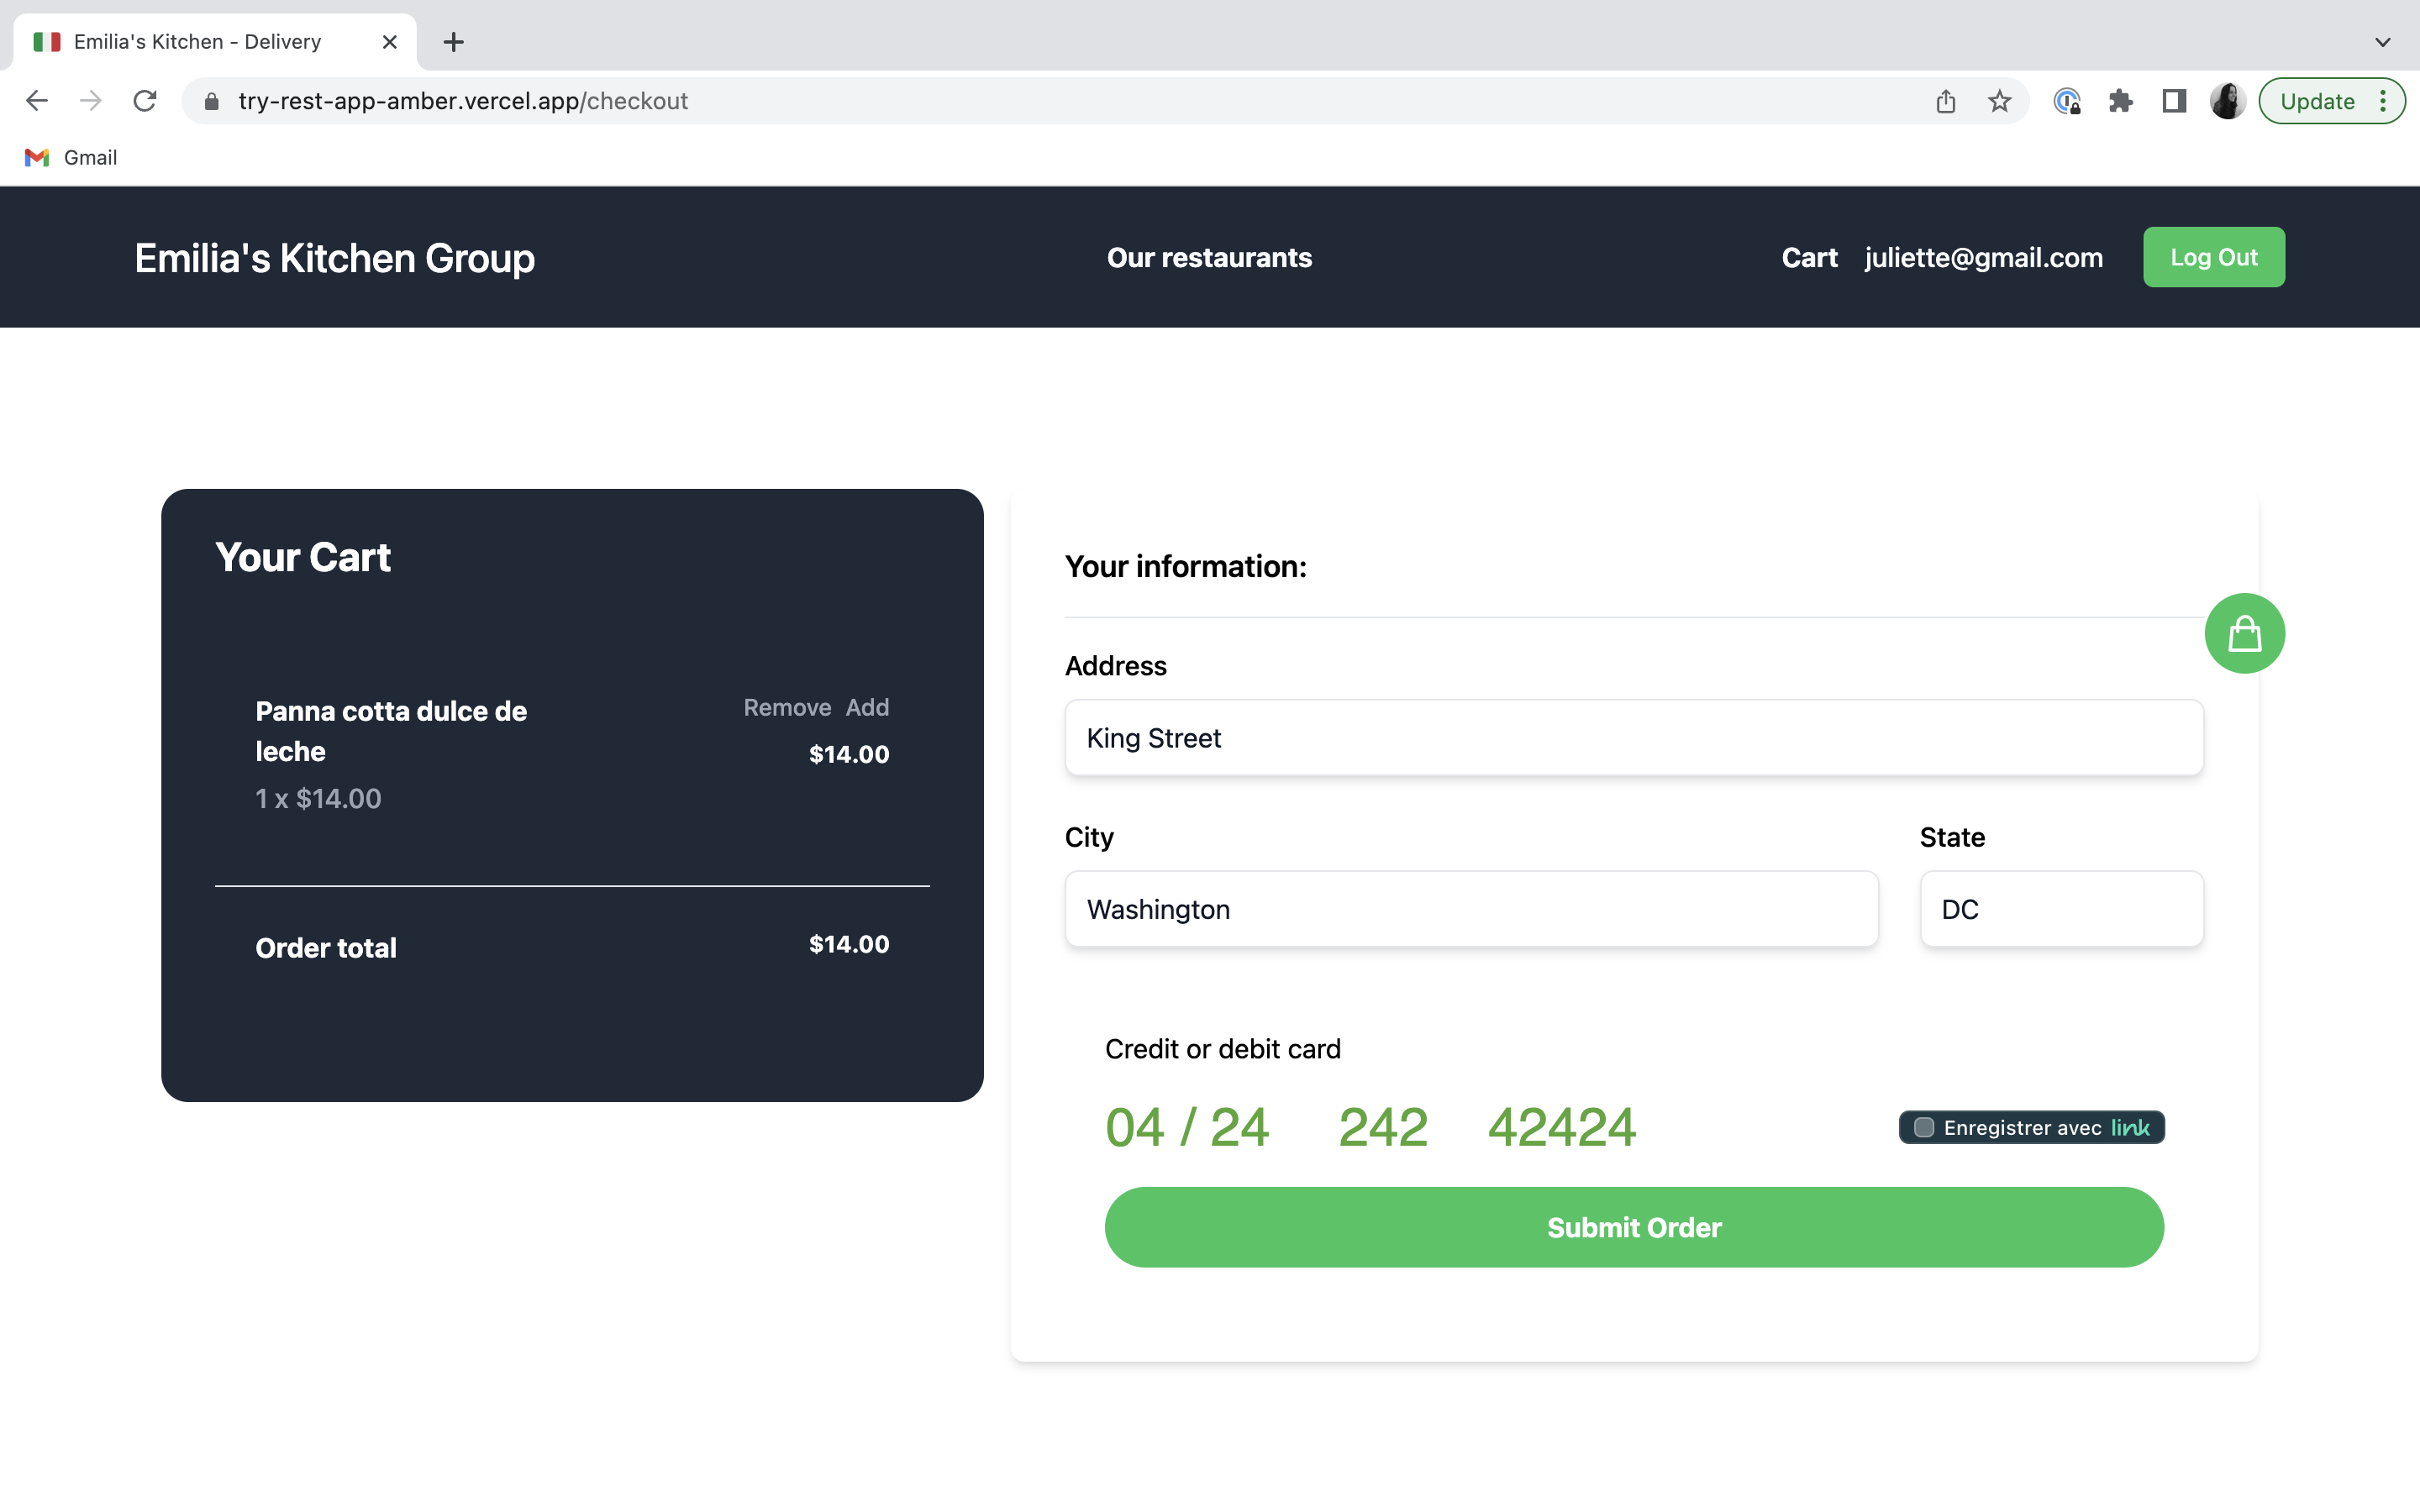 Emilia's Kitchen - Delivery
try-rest-app-amber.vercel.app/checkout
Update
Gmail
Emilia's Kitchen Group
Our restaurants
Cart juliette@gmail.com Log Out
Your Cart
Panna cotta dulce de
leche
Remove Add
$14.00
1 x $14.00
Order total $14.00
Your information:
Address
King Street
City
Washington
State
DC
Credit or debit card
04 / 24 242 42424
Enregistrer avec link
Submit Order